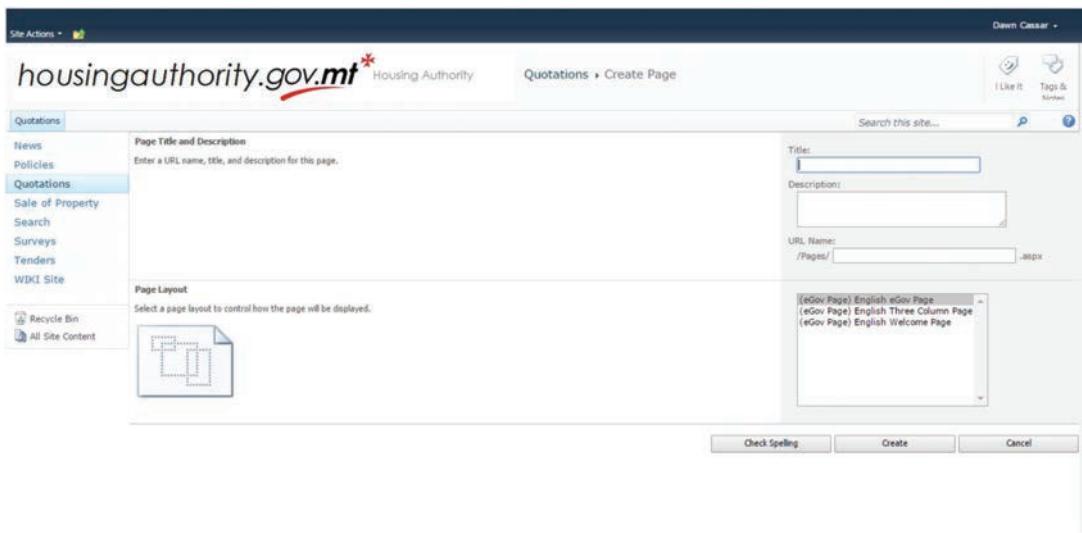 Site Actions
Dawn Cassar
housingauthority.gov.mt Housing Authority
Quotations Create Page
I Like It
Tags & Notes
Quotations
Search this site...
News
Policies
Quotations
Sale of Property
Search
Surveys
Tenders
WIKI Site
Recycle Bin
All Site Content
Page Title and Description
Enter a URL name, title, and description for this page.
Title:
Description:
URL Name:
/Pages/ .aspx
Page Layout
Select a page layout to control how the page will be displayed.
(eGov Page) English eGov Page
(eGov Page) English Three Column Page
(eGov Page) English Welcome Page
Check Spelling
Create
Cancel